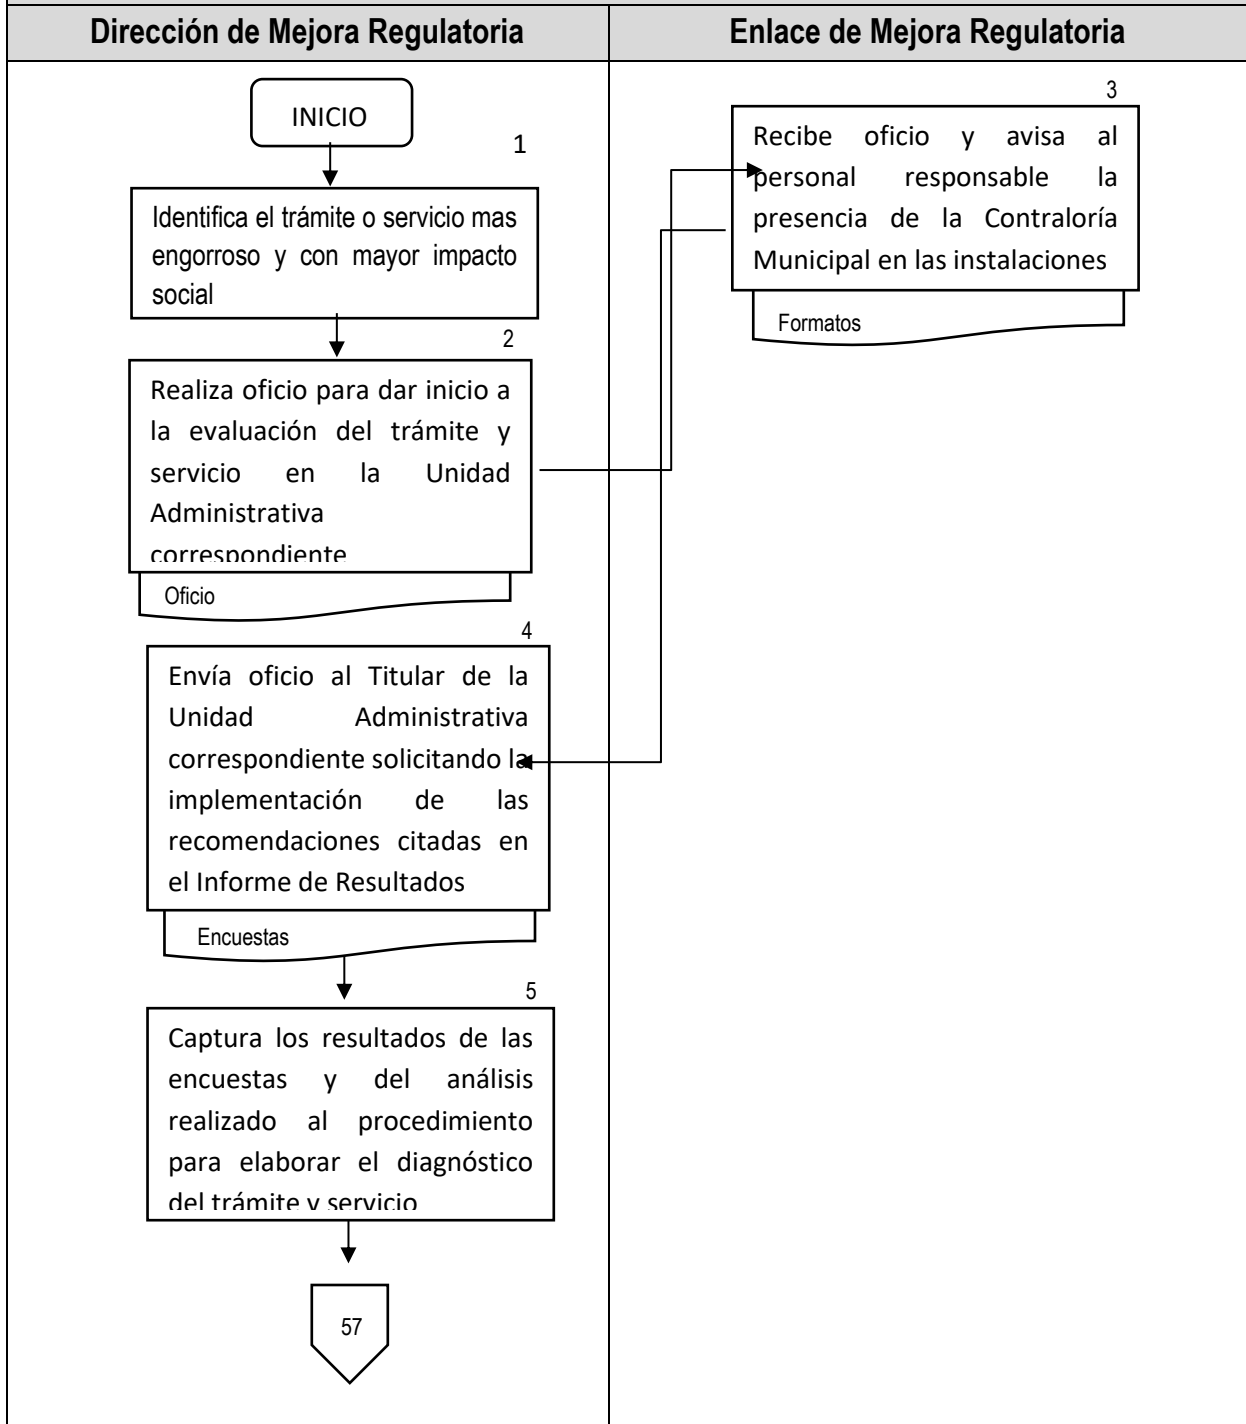 Dirección de Mejora Regulatoria
Enlace de Mejora Regulatoria
INICIO
1
Identifica el trámite o servicio mas
engorroso y con mayor impacto
social
2
Realiza oficio para dar inicio a
la evaluación del trámite y
servicio en la Unidad
Administrativa
correspondiente
Oficio
3
Recibe oficio y avisa al
personal responsable la
presencia de la Contraloría
Municipal en las instalaciones
Formatos
4
Envía oficio al Titular de la
Unidad Administrativa
correspondiente solicitando la
implementación de las
recomendaciones citadas en
el Informe de Resultados
Encuestas
5
Captura los resultados de las
encuestas y del análisis
realizado al procedimiento
para elaborar el diagnóstico
del trámite y servicio
57